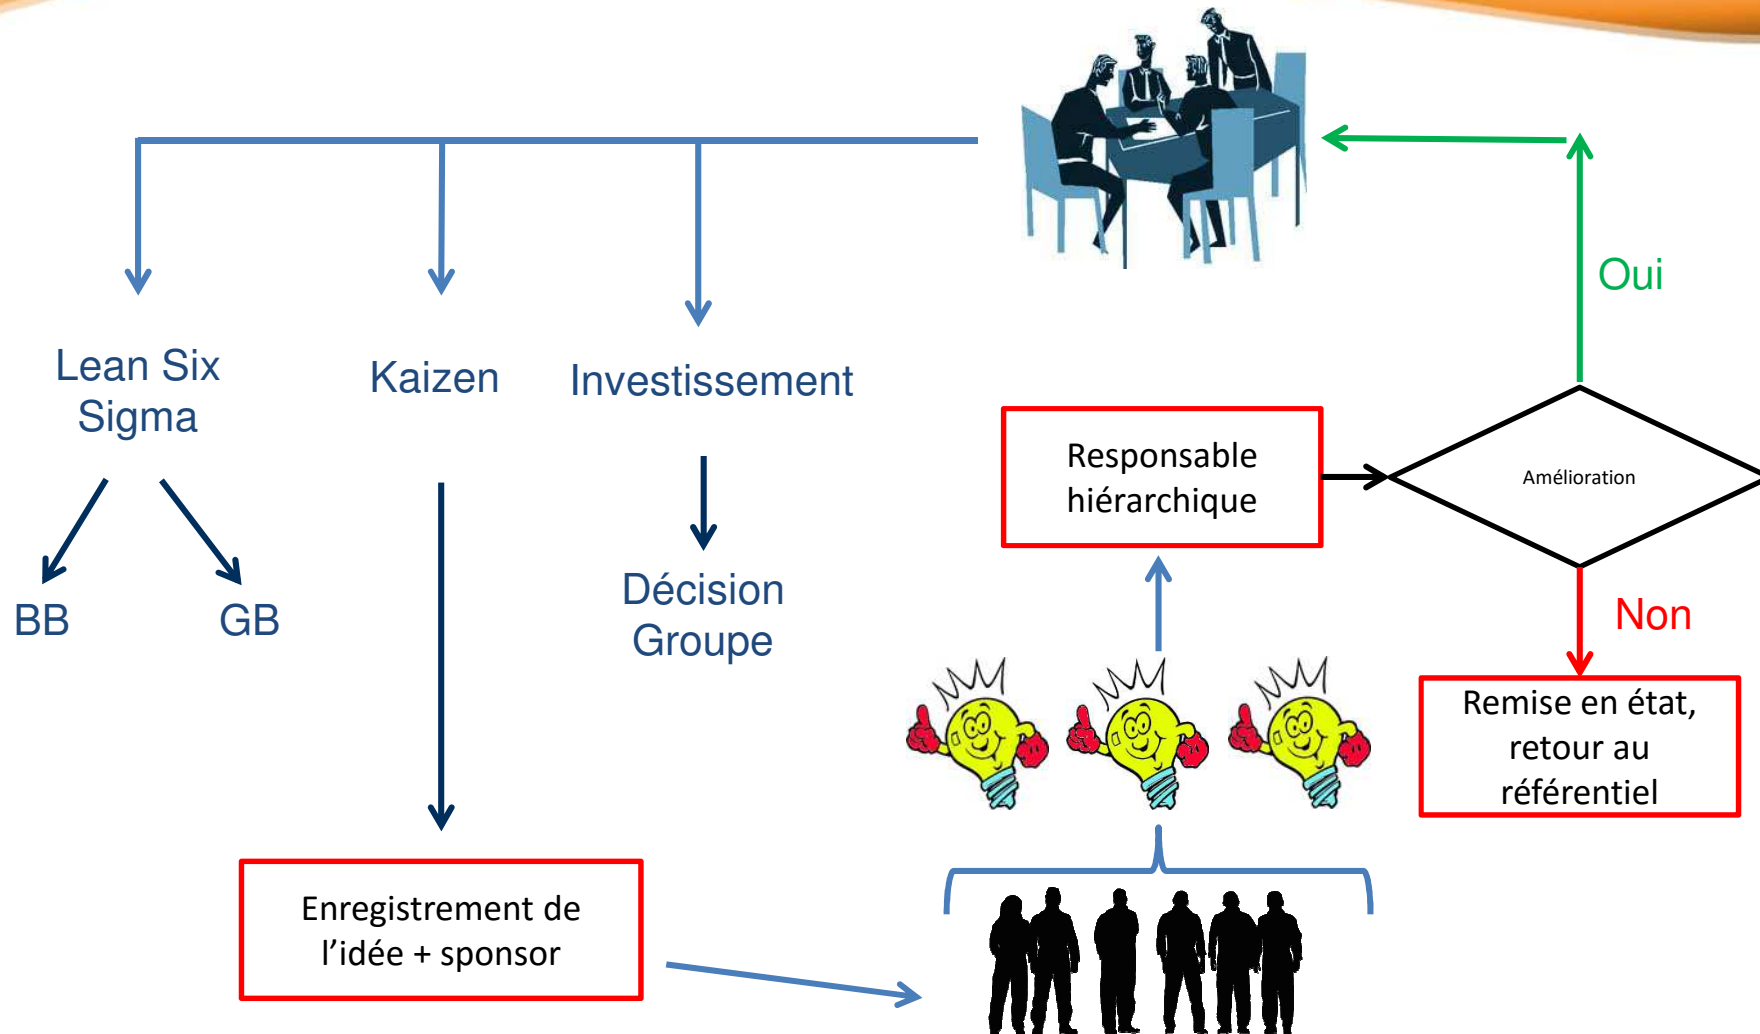 Oui
Lean Six
Sigma
Kaizen
Investissement
Responsable
hiérarchique
Amélioration
BB
GB
Décision
Groupe
Non
Remise en état,
retour au
référentiel
Enregistrement de
l’idée + sponsor